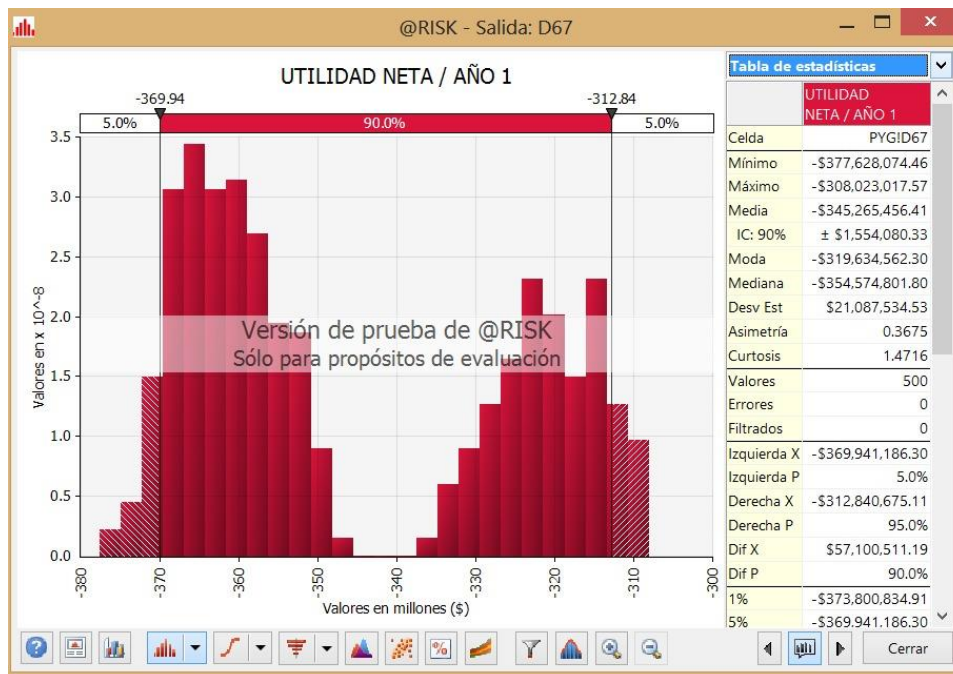 @RISK - Salida: D67
UTILIDAD NETA / AÑO 1
-369.94
-312.84
5.0%
90.0%
5.0%
3.5
3.0
2.5
2.0
1.5
1.0
0.5
0.0
Valores en x 10^-8
Versión de prueba de @RISK
Sólo para propósitos de evaluación
-380
-370
-360
-350
-340
-330
-320
-310
-300
Valores en millones ($)
Tabla de estadísticas
UTILIDAD
NETA / AÑO 1
Celda PYG!D67
Mínimo -$377,628,074.46
Máximo -$308,023,017.57
Media -$345,265,456.41
IC: 90% ± $1,554,080.33
Moda -$319,634,562.30
Mediana -$354,574,801.80
Desv Est $21,087,534.53
Asimetría 0.3675
Curtosis 1.4716
Valores 500
Errores 0
Filtrados 0
Izquierda X -$369,941,186.30
Izquierda P 5.0%
Derecha X -$312,840,675.11
Derecha P 95.0%
Dif X $57,100,511.19
Dif P 90.0%
1% -$373,800,834.91
5% -$369,941,186.30
Cerrar